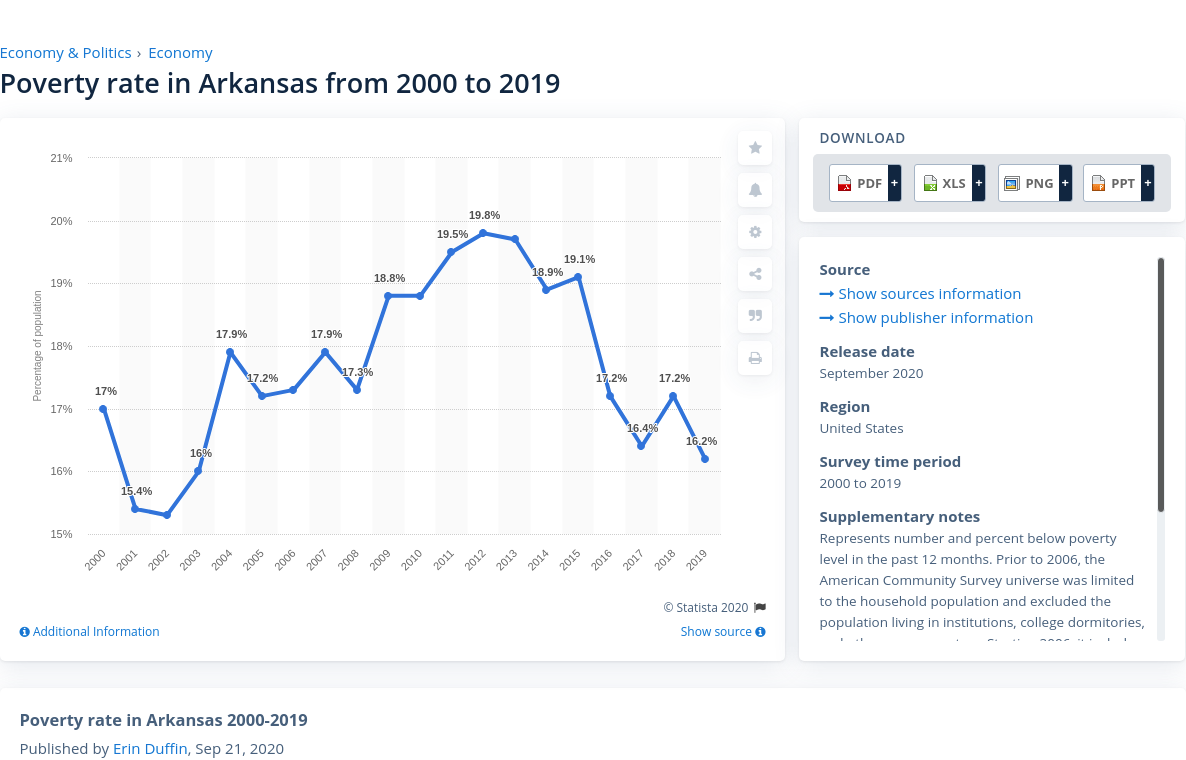 Economy & Politics › Economy
Poverty rate in Arkansas from 2000 to 2019
21%
20%
19%
18%
17%
16%
15%
Percentage of population
17%
15.4%
16%
17.9%
17.2%
17.9%
17.3%
18.8%
19.5%
19.8%
18.9%
19.1%
17.2%
16.4%
17.2%
16.2%
2000
2001
2002
2003
2004
2005
2006
2007
2008
2009
2010
2011
2012
2013
2014
2015
2016
2017
2018
2019
© Statista 2020
Additional Information
Show source
DOWNLOAD
PDF +
XLS +
PNG +
PPT +
Source
Show sources information
Show publisher information
Release date
September 2020
Region
United States
Survey time period
2000 to 2019
Supplementary notes
Represents number and percent below poverty
level in the past 12 months. Prior to 2006, the
American Community Survey universe was limited
to the household population and excluded the
population living in institutions, college dormitories,
Poverty rate in Arkansas 2000-2019
Published by Erin Duffin, Sep 21, 2020